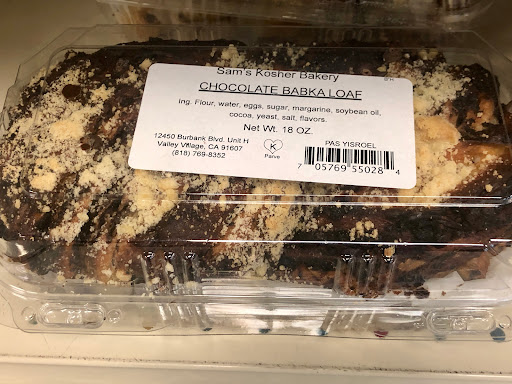 Sam's Kosher Bakery
CHOCOLATE BABKA LOAF
Ing. Flour, water, eggs, sugar, margarine, soybean oil,
cocoa, yeast, salt, flavors.
Net Wt. 18 OZ.
12450 Burbank Blvd. Unit H
Valley Village, CA 91607
(818) 769-8352
K
Parve
PAS YISROEL
7 05769 55028 4